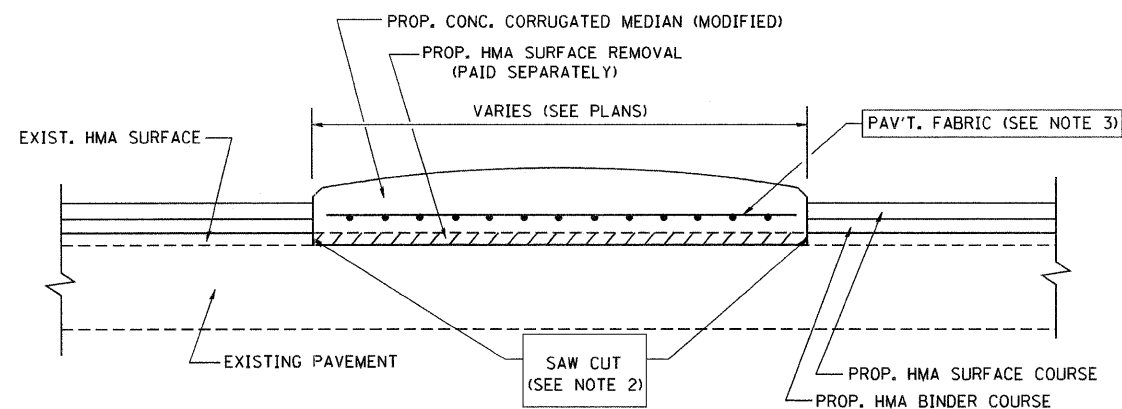 PROP. CONC. CORRUGATED MEDIAN (MODIFIED)
PROP. HMA SURFACE REMOVAL
(PAID SEPARATELY)
VARIES (SEE PLANS)
EXIST. HMA SURFACE
PAV'T. FABRIC (SEE NOTE 3)
EXISTING PAVEMENT
SAW CUT
(SEE NOTE 2)
PROP. HMA SURFACE COURSE
PROP. HMA BINDER COURSE